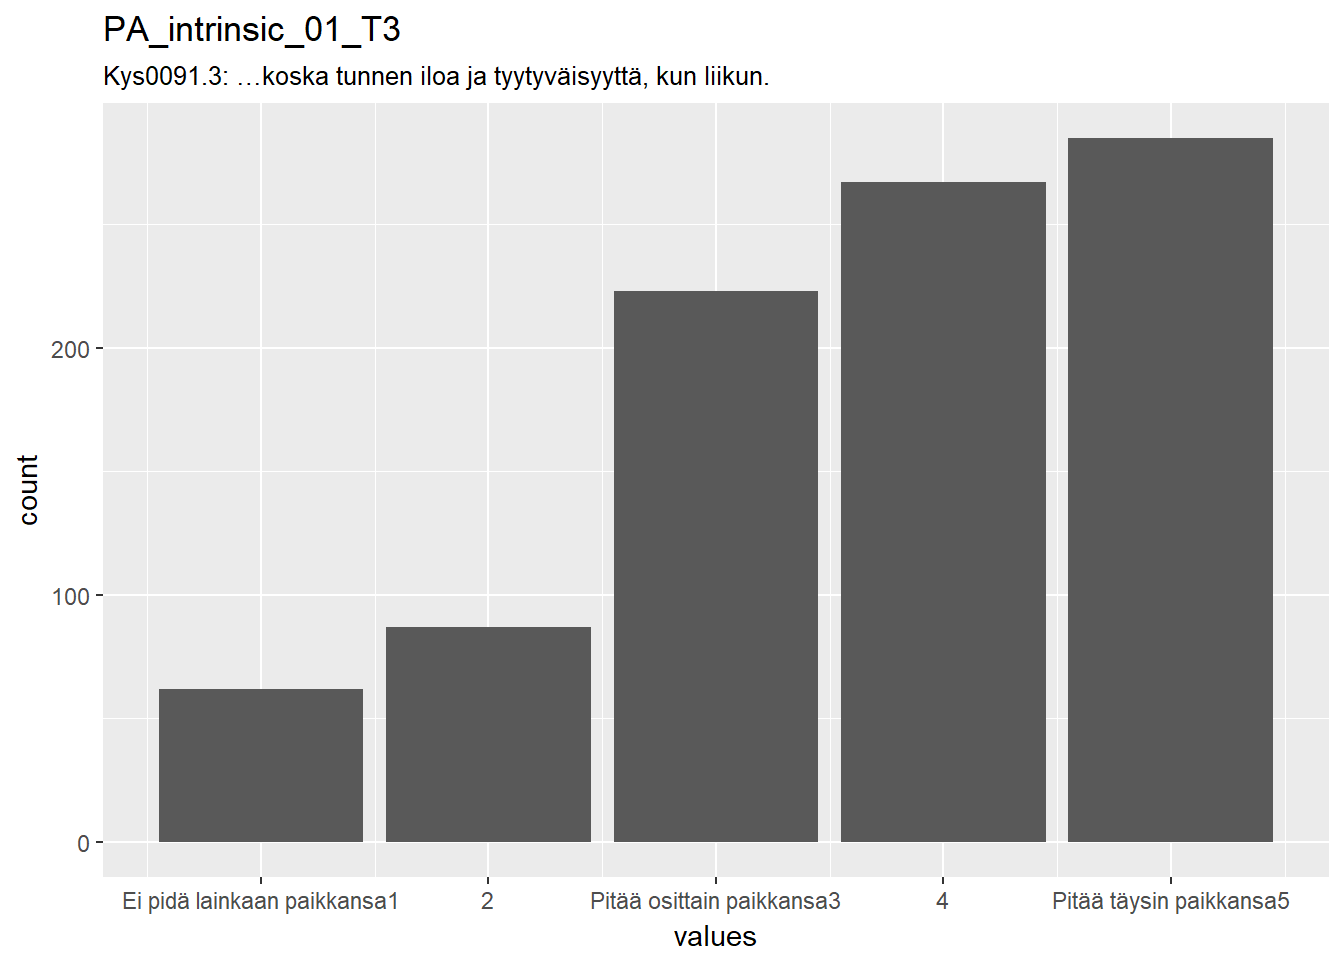 PA_intrinsic_01_T3
Kys0091.3: …koska tunnen iloa ja tyytyväisyyttä, kun liikun.
count
200
100
0
Ei pidä lainkaan paikkansa1 2 Pitää osittain paikkansa3 4 Pitää täysin paikkansa5
values